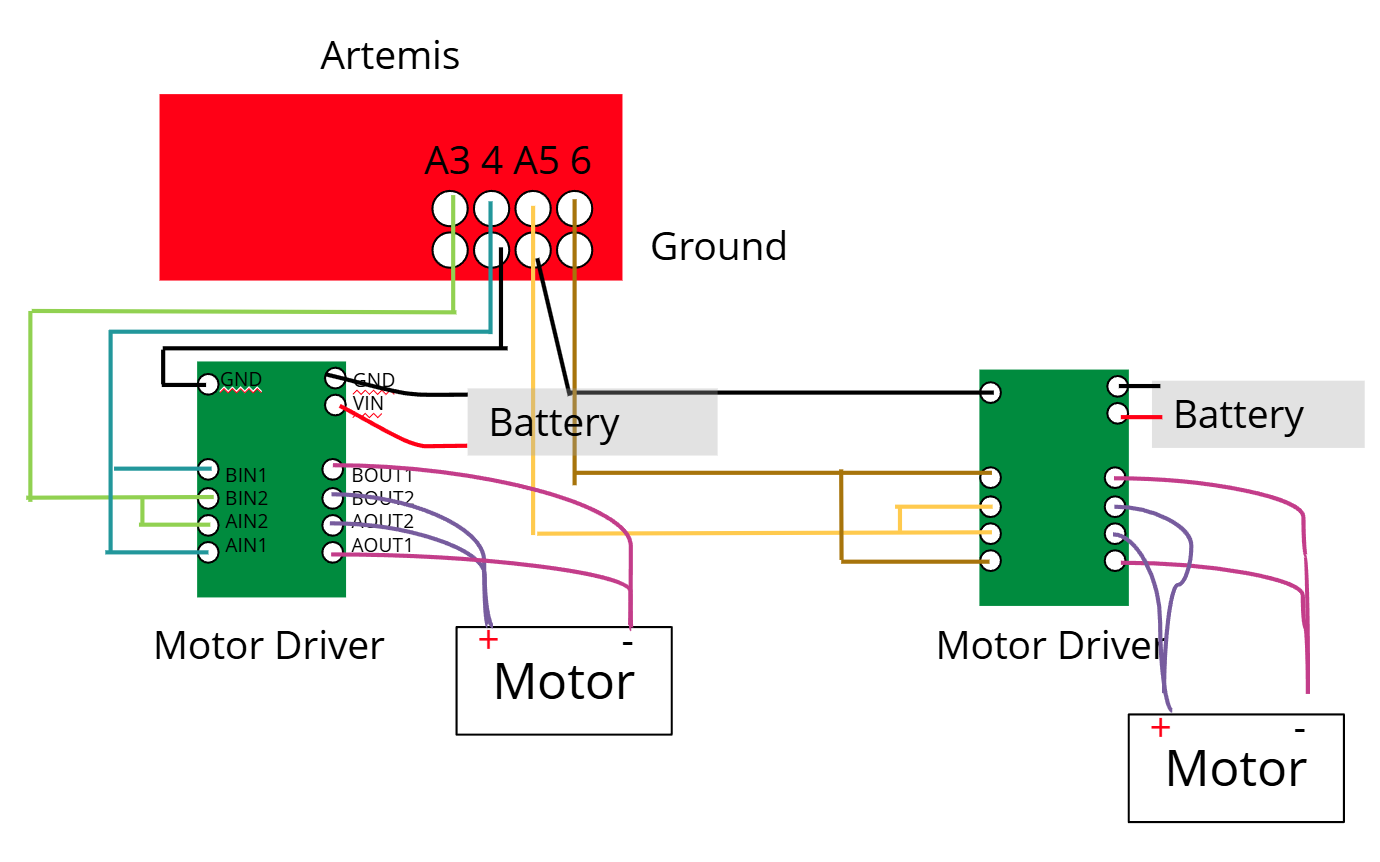 Artemis
A3 4 A5 6
Ground
GND
GND
VIN
Battery
Battery
BIN1
BOUT1
BIN2
BOUT2
AIN2
AOUT2
AIN1
AOUT1
Motor Driver
Motor Driver
+ -
Motor
+ -
Motor